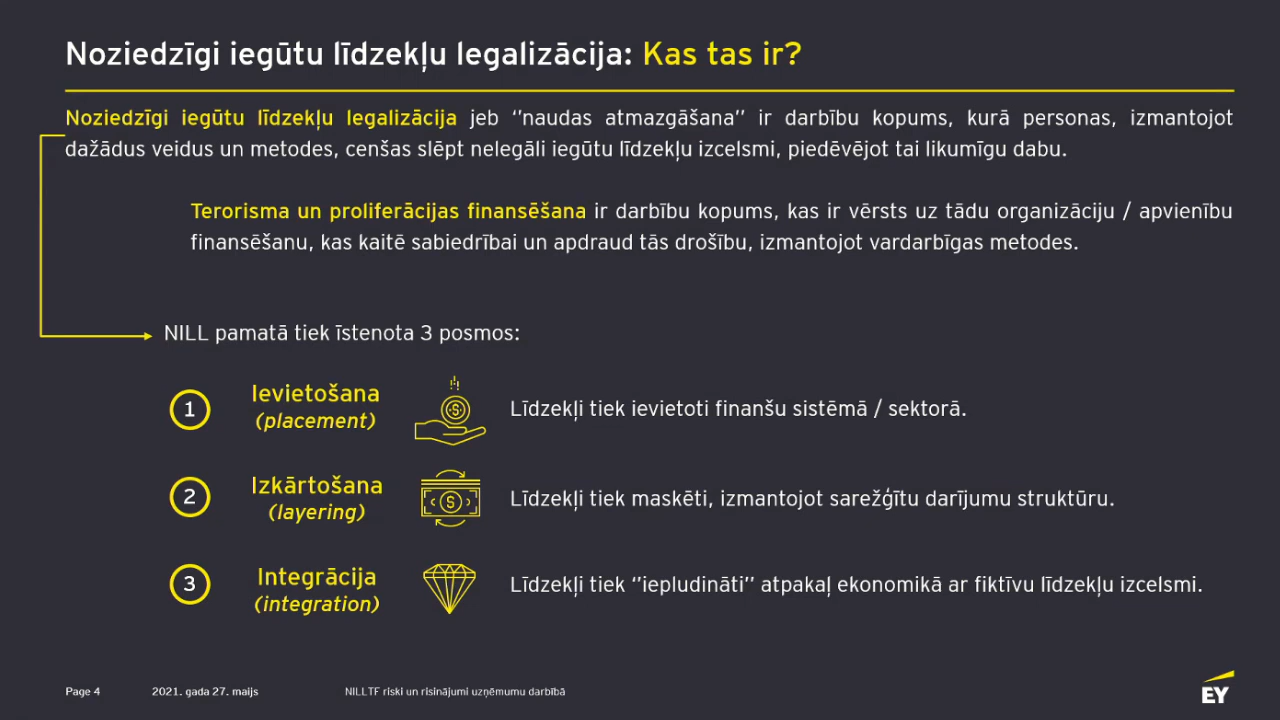 Noziedzīgi iegūtu līdzekļu legalizācija: Kas tas ir?
Noziedzīgi iegūtu līdzekļu legalizācija jeb ‘’naudas atmazgāšana’’ ir darbību kopums, kurā personas, izmantojot
dažādus veidus un metodes, cenšas slēpt nelegāli iegūtu līdzekļu izcelsmi, piedēvējot tai likumīgu dabu.
Terorisma un proliferācijas finansēšana ir darbību kopums, kas ir vērsts uz tādu organizāciju / apvienību
finansēšanu, kas kaitē sabiedrībai un apdraud tās drošību, izmantojot vardarbīgas metodes.
NILL pamatā tiek īstenota 3 posmos:
1
Ievietošana
(placement)
Līdzekļi tiek ievietoti finanšu sistēmā / sektorā.
2
Izkārtošana
(layering)
Līdzekļi tiek maskēti, izmantojot sarežģītu darījumu struktūru.
3
Integrācija
(integration)
Līdzekļi tiek ‘’iepludināti’’ atpakaļ ekonomikā ar fiktīvu līdzekļu izcelsmi.
Page 4
2021. gada 27. maijs
NILLTF riski un risinājumi uzņēmumu darbībā
EY